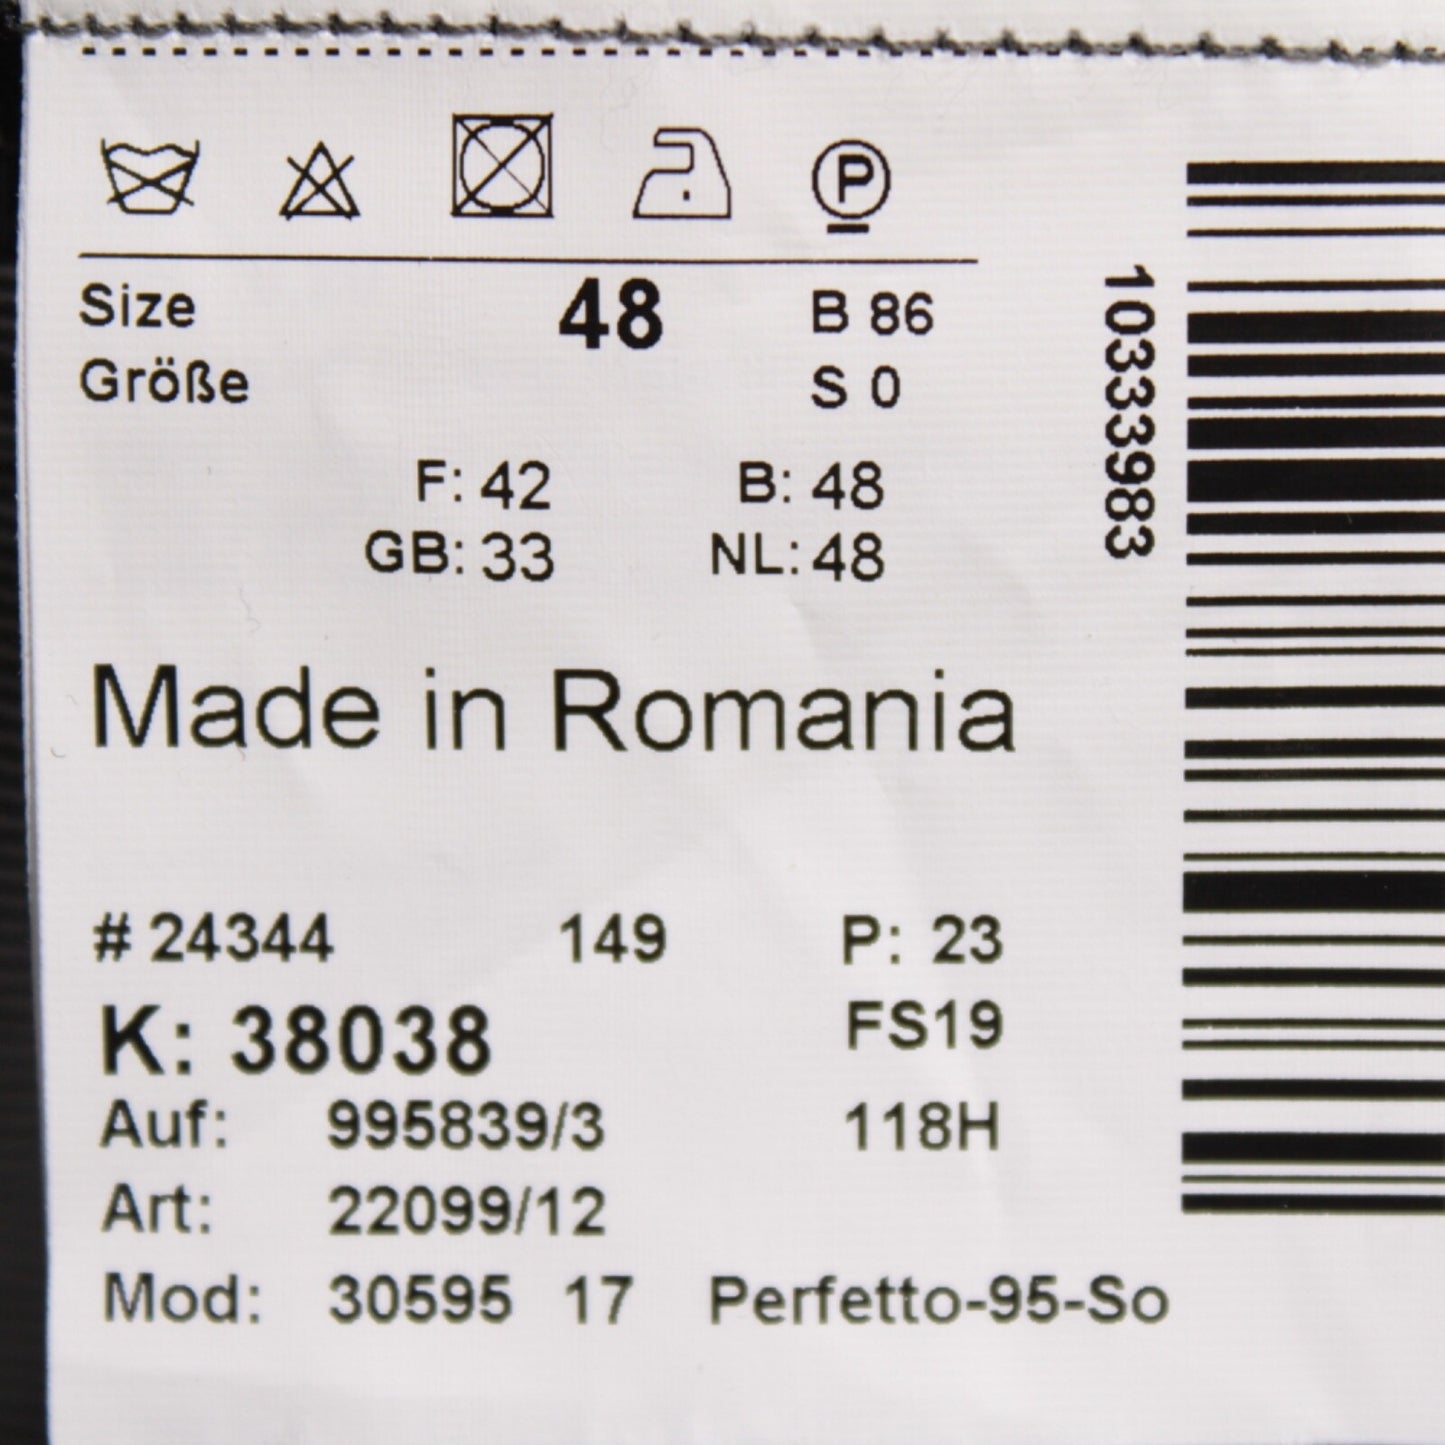 P
Size 48 B 86
Größe S 0
F: 42 B: 48
GB: 33 NL: 48
Made in Romania
# 24344 149 P: 23
K: 38038 FS19
Auf: 995839/3 118H
Art: 22099/12
Mod: 30595 17 Perfetto-95-So
10333983